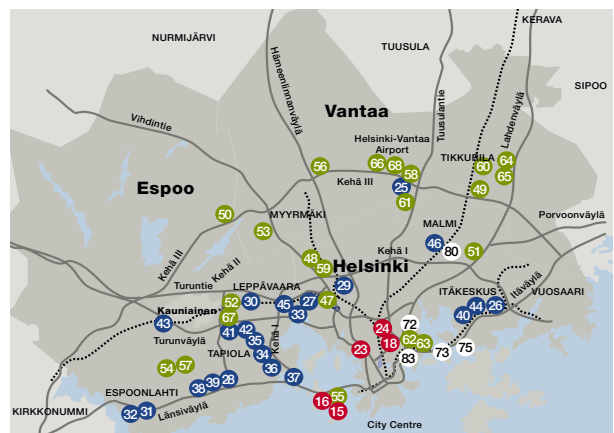 KERAVA
NURMIJÄRVI
TUUSULA
Hämeenlinnanväylä
SIPOO
Tuusulantie
Lahdenväylä
Vantaa
Vihdintie
Helsinki-Vantaa
Airport
TIKKURILA
56
66
68
58
60
64
65
49
Kehä III
25
61
Espoo
50
53
MYYRMÄKI
MALMI
Porvoonväylä
46
80
51
Kehä I
48
59
Helsinki
Kehä III
Kehä II
29
Turuntie
LEPPÄVAARA
ITÄKESKUS
Itäväylä
VUOSAARI
52
30
45
27
47
33
44
26
40
Kauniainen
67
43
41
42
24
72
Turunväylä
35
Kehä I
18
62
63
TAPIOLA
34
23
83
73
75
54
57
36
37
ESPOONLAHTI
38
39
28
55
16
15
KIRKKONUMMI
32
31
Länsiväylä
City Centre